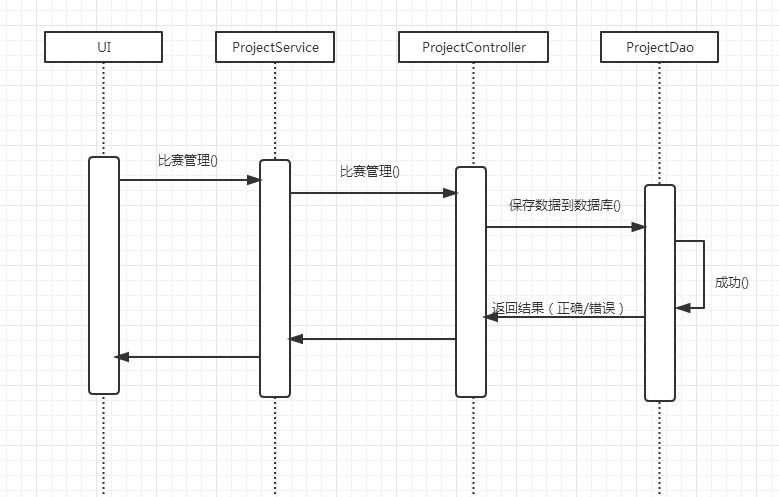 UI
ProjectService
ProjectController
ProjectDao
比赛管理()
比赛管理()
保存数据到数据库()
成功()
返回结果（正确/错误）